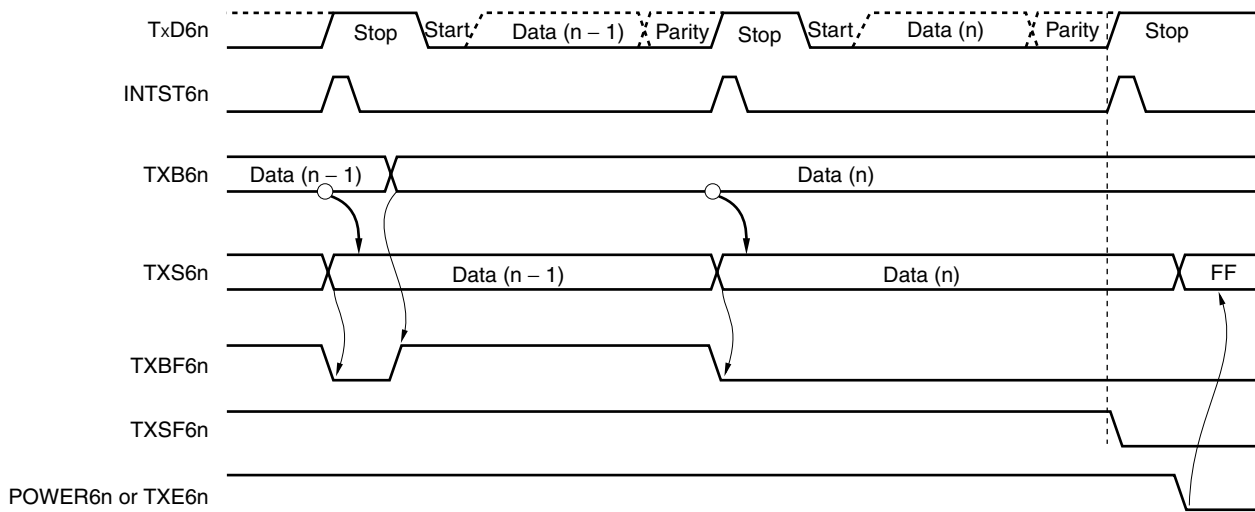 TxD6n Stop Start Data (n − 1) Parity Stop Start Data (n) Parity Stop
INTST6n
TXB6n Data (n − 1) Data (n)
TXS6n Data (n − 1) Data (n) FF
TXBF6n
TXSF6n
POWER6n or TXE6n